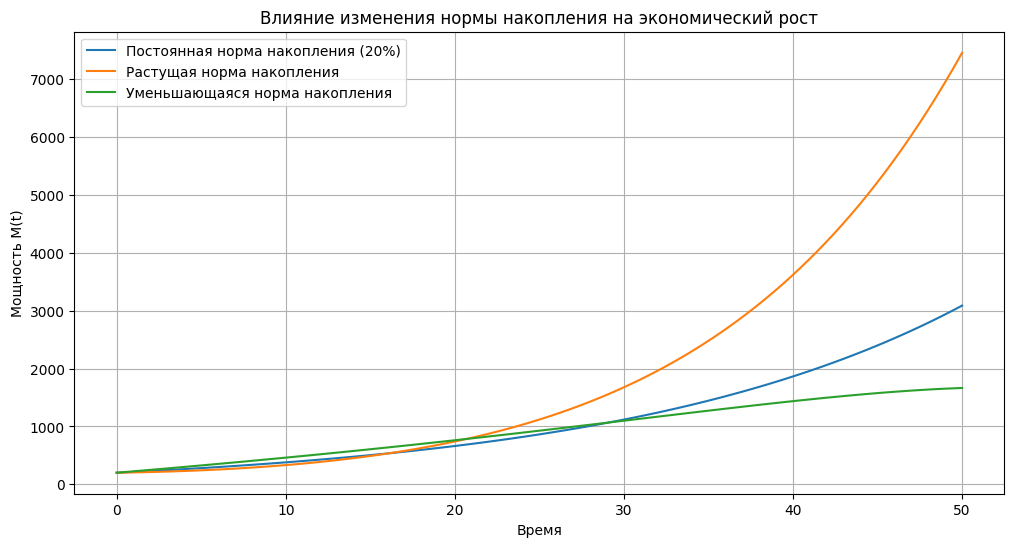 Влияние изменения нормы накопления на экономический рост
Постоянная норма накопления (20%)
Растущая норма накопления
Уменьшающаяся норма накопления
Мощность M(t)
7000
6000
5000
4000
3000
2000
1000
0
0 10 20 30 40 50
Время